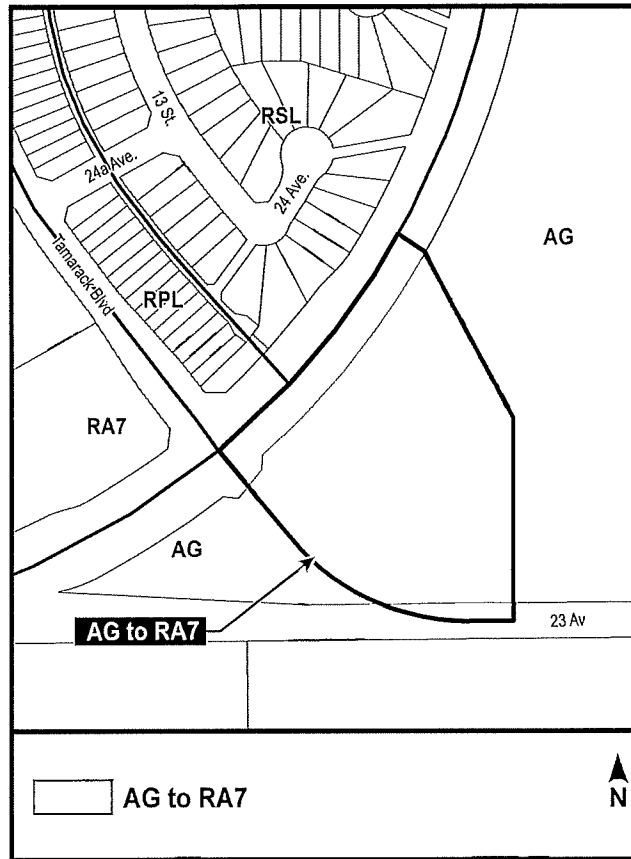 13 St.
RSL
24a Ave.
24 Ave.
AG
Tamarack Blvd
RPL
RA7
AG
AG to RA7
23 Av
AG to RA7
N